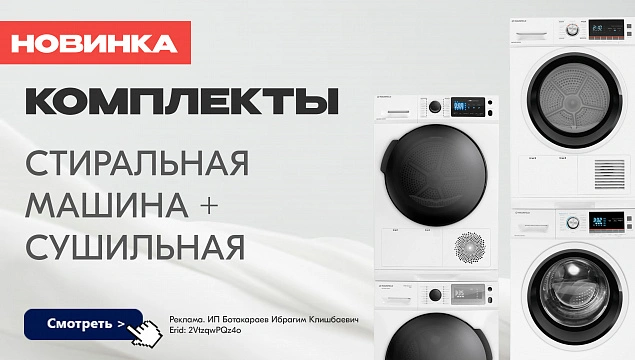 НОВИНКА
КОМПЛЕКТЫ
СТИРАЛЬНАЯ
МАШИНА +
СУШИЛЬНАЯ
Смотреть >
Реклама. ИП Ботакараев Ибрагим Клишбаевич
Erid: 2VtzqwPQz4o